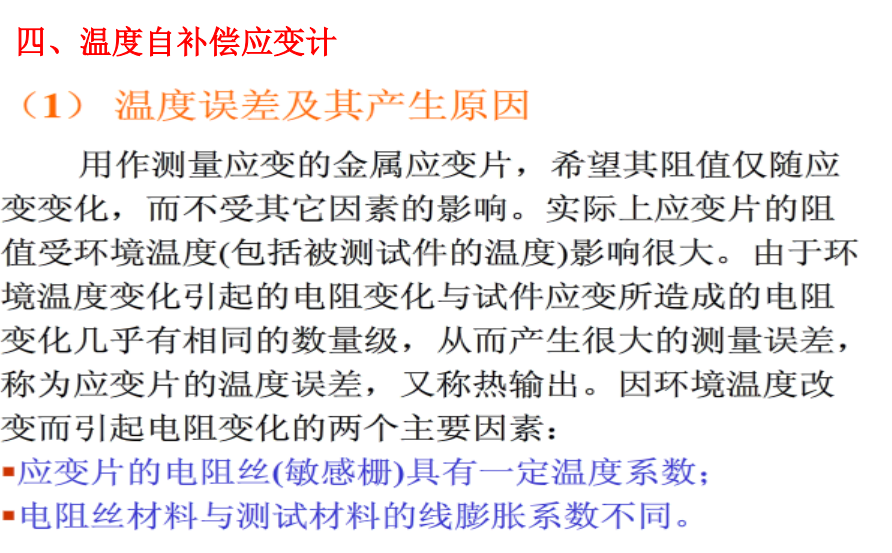 四、温度自补偿应变计
（1） 温度误差及其产生原因
用作测量应变的金属应变片，希望其阻值仅随应
变变化，而不受其它因素的影响。实际上应变片的阻
值受环境温度(包括被测试件的温度)影响很大。由于环
境温度变化引起的电阻变化与试件应变所造成的电阻
变化几乎有相同的数量级，从而产生很大的测量误差，
称为应变片的温度误差，又称热输出。因环境温度改
变而引起电阻变化的两个主要因素：
▪应变片的电阻丝(敏感栅)具有一定温度系数；
▪电阻丝材料与测试材料的线膨胀系数不同。